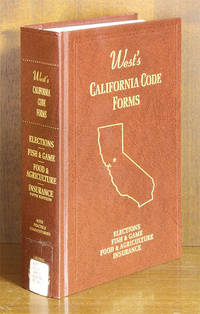 West's
CALIFORNIA
CODE
FORMS
ELECTIONS
FISH & GAME
FOOD &
AGRICULTURE
INSURANCE
West's
CALIFORNIA CODE
FORMS
ELECTIONS
FISH & GAME
FOOD & AGRICULTURE
INSURANCE